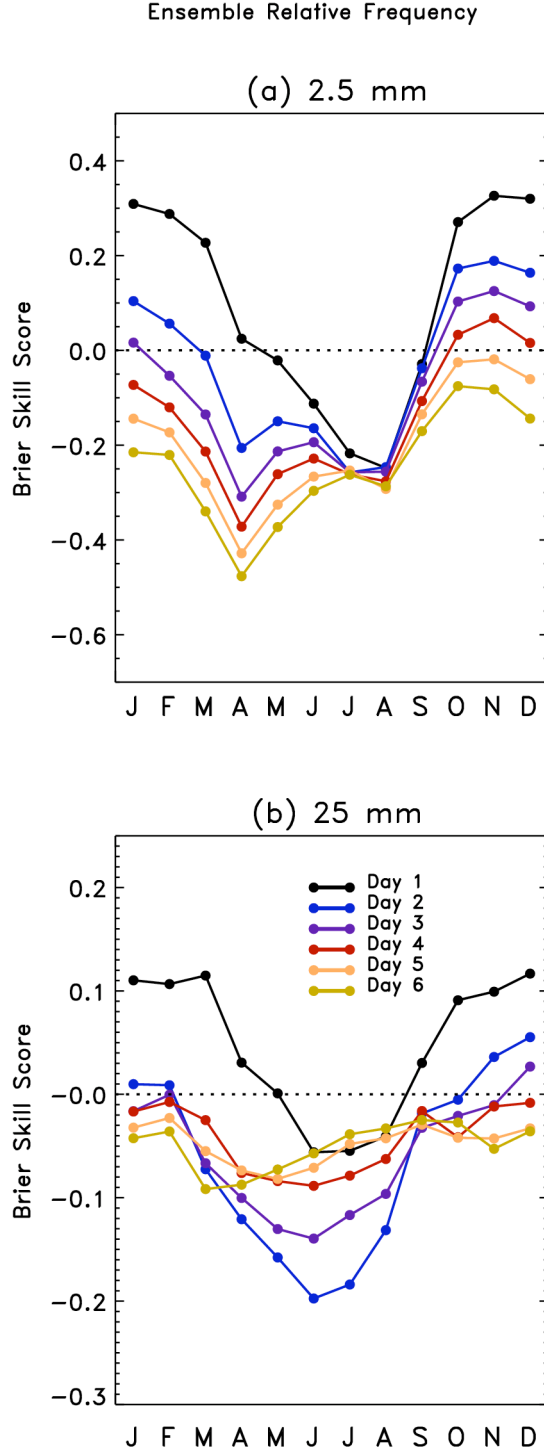 Ensemble Relative Frequency
(a) 2.5 mm
0.4
0.2
0.0
−0.2
−0.4
−0.6
Brier Skill Score
J F M A M J J A S O N D
(b) 25 mm
0.2
0.1
−0.0
−0.1
−0.2
−0.3
Brier Skill Score
Day 1
Day 2
Day 3
Day 4
Day 5
Day 6
J F M A M J J A S O N D